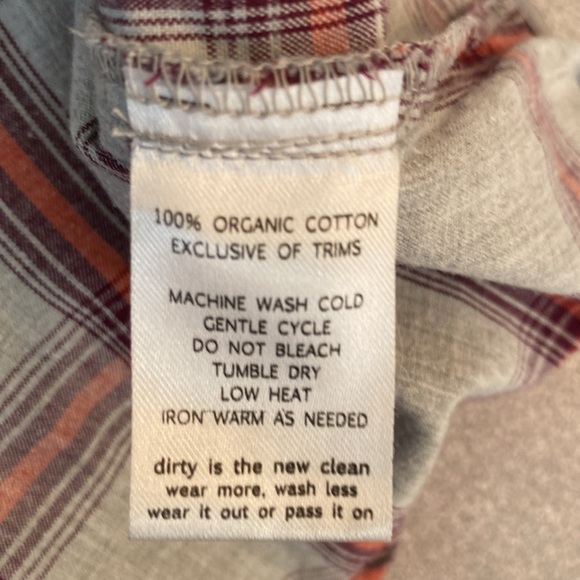 100% ORGANIC COTTON
EXCLUSIVE OF TRIMS
MACHINE WASH COLD
GENTLE CYCLE
DO NOT BLEACH
TUMBLE DRY
LOW HEAT
IRON WARM AS NEEDED
dirty is the new clean
wear more, wash less
wear it out or pass it on